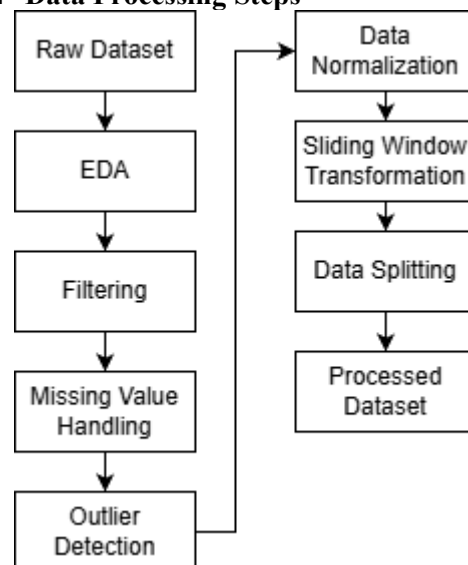 Data Processing Steps
Raw Dataset
EDA
Filtering
Missing Value
Handling
Outlier
Detection
Data
Normalization
Sliding Window
Transformation
Data Splitting
Processed
Dataset